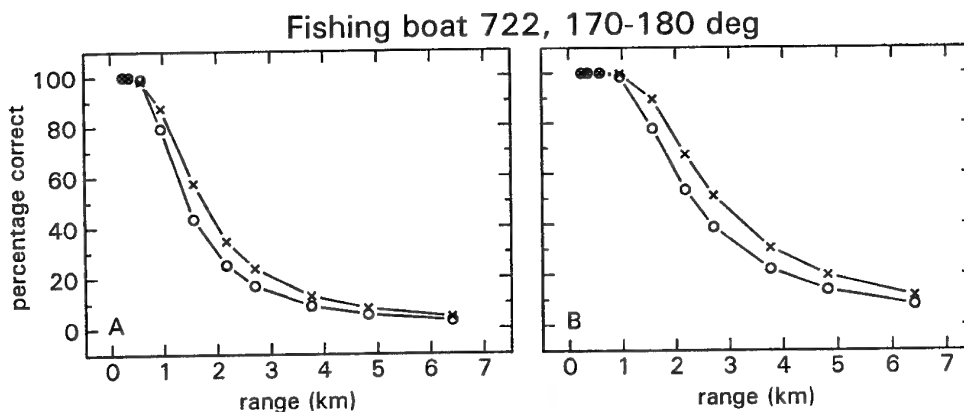 Fishing boat 722, 170-180 deg
percentage correct
100
80
60
40
20
0
A
0 1 2 3 4 5 6 7
range (km)
B
0 1 2 3 4 5 6 7
range (km)